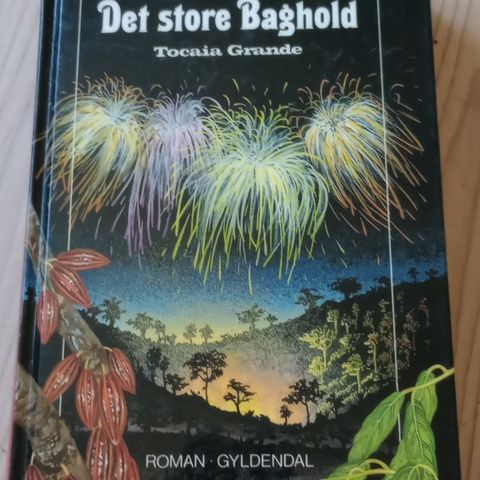 Det store Baghold
Tocaia Grande
ROMAN · GYLDENDAL